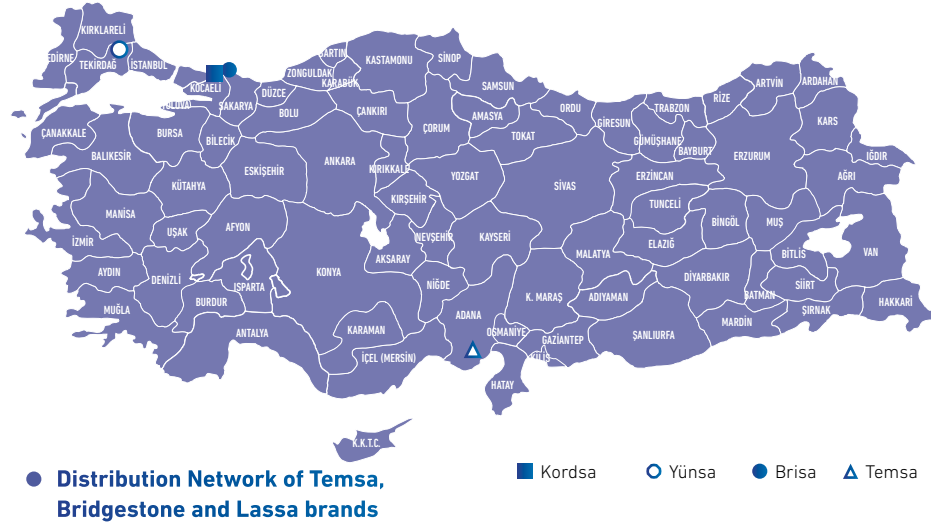 KIRKLARELİ
EDİRNE
TEKİRDAĞ
İSTANBUL
KOCAELİ
SAKARYA
DÜZCE
ZONGULDAK
BARTIN
KARABÜK
BOLU
KASTAMONU
SİNOP
SAMSUN
ÇANKIRI
ÇORUM
AMASYA
TOKAT
ORDU
GİRESUN
TRABZON
GÜMÜŞHANE
BAYBURT
RİZE
ARTVİN
ARDAHAN
KARS
IĞDIR
AĞRI
ERZURUM
ERZİNCAN
ÇANAKKALE
BALIKESİR
BURSA
BİLECİK
ESKİŞEHİR
KÜTAHYA
ANKARA
KIRIKKALE
KIRŞEHİR
YOZGAT
SİVAS
TUNCELİ
BİNGÖL
MUŞ
MANİSA
UŞAK
AFYON
İZMİR
AYDIN
DENİZLİ
MUĞLA
BURDUR
ISPARTA
ANTALYA
KONYA
AKSARAY
NEVŞEHİR
KAYSERİ
NİĞDE
KARAMAN
İÇEL (MERSİN)
ADANA
OSMANİYE
HATAY
K. MARAŞ
MALATYA
ELAZIĞ
ADIYAMAN
GAZİANTEP
KİLİS
ŞANLIURFA
DİYARBAKIR
MARDİN
BATMAN
BİTLİS
SİİRT
ŞIRNAK
VAN
HAKKARİ
K.K.T.C.
Distribution Network of Temsa,
Bridgestone and Lassa brands
Kordsa
Yünsa
Brisa
Temsa